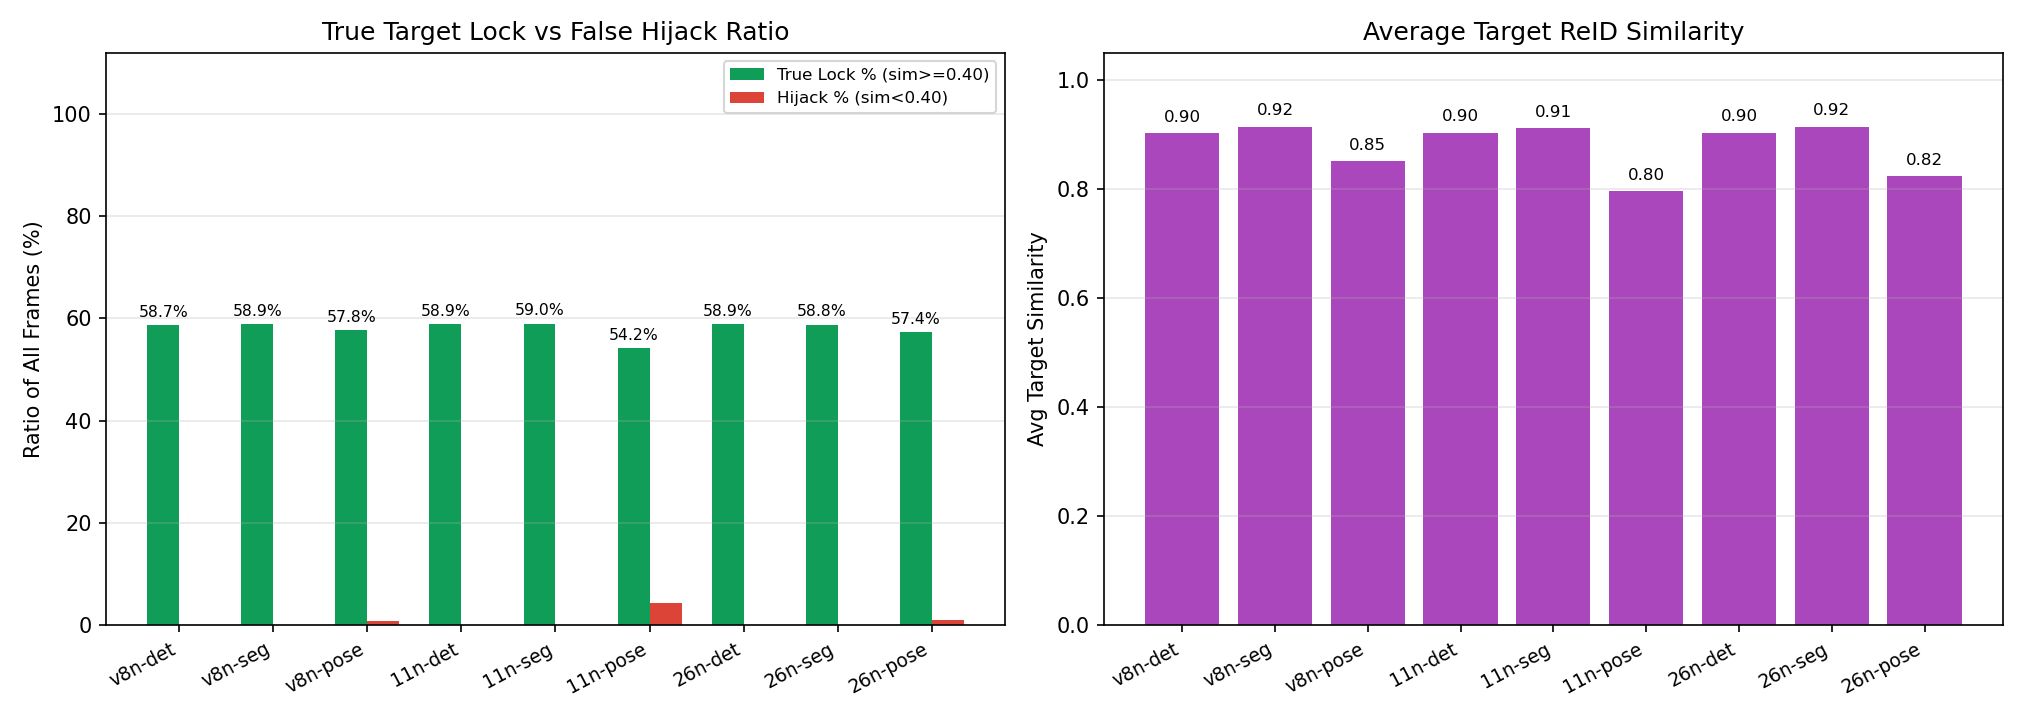 True Target Lock vs False Hijack Ratio
True Lock % (sim>=0.40)
Hijack % (sim<0.40)
Ratio of All Frames (%)
100
80
60
40
20
0
58.7%
58.9%
57.8%
58.9%
59.0%
54.2%
58.9%
58.8%
57.4%
v8n-det
v8n-seg
v8n-pose
11n-det
11n-seg
11n-pose
26n-det
26n-seg
26n-pose
Average Target ReID Similarity
Avg Target Similarity
1.0
0.8
0.6
0.4
0.2
0.0
0.90
0.92
0.85
0.90
0.91
0.80
0.90
0.92
0.82
v8n-det
v8n-seg
v8n-pose
11n-det
11n-seg
11n-pose
26n-det
26n-seg
26n-pose